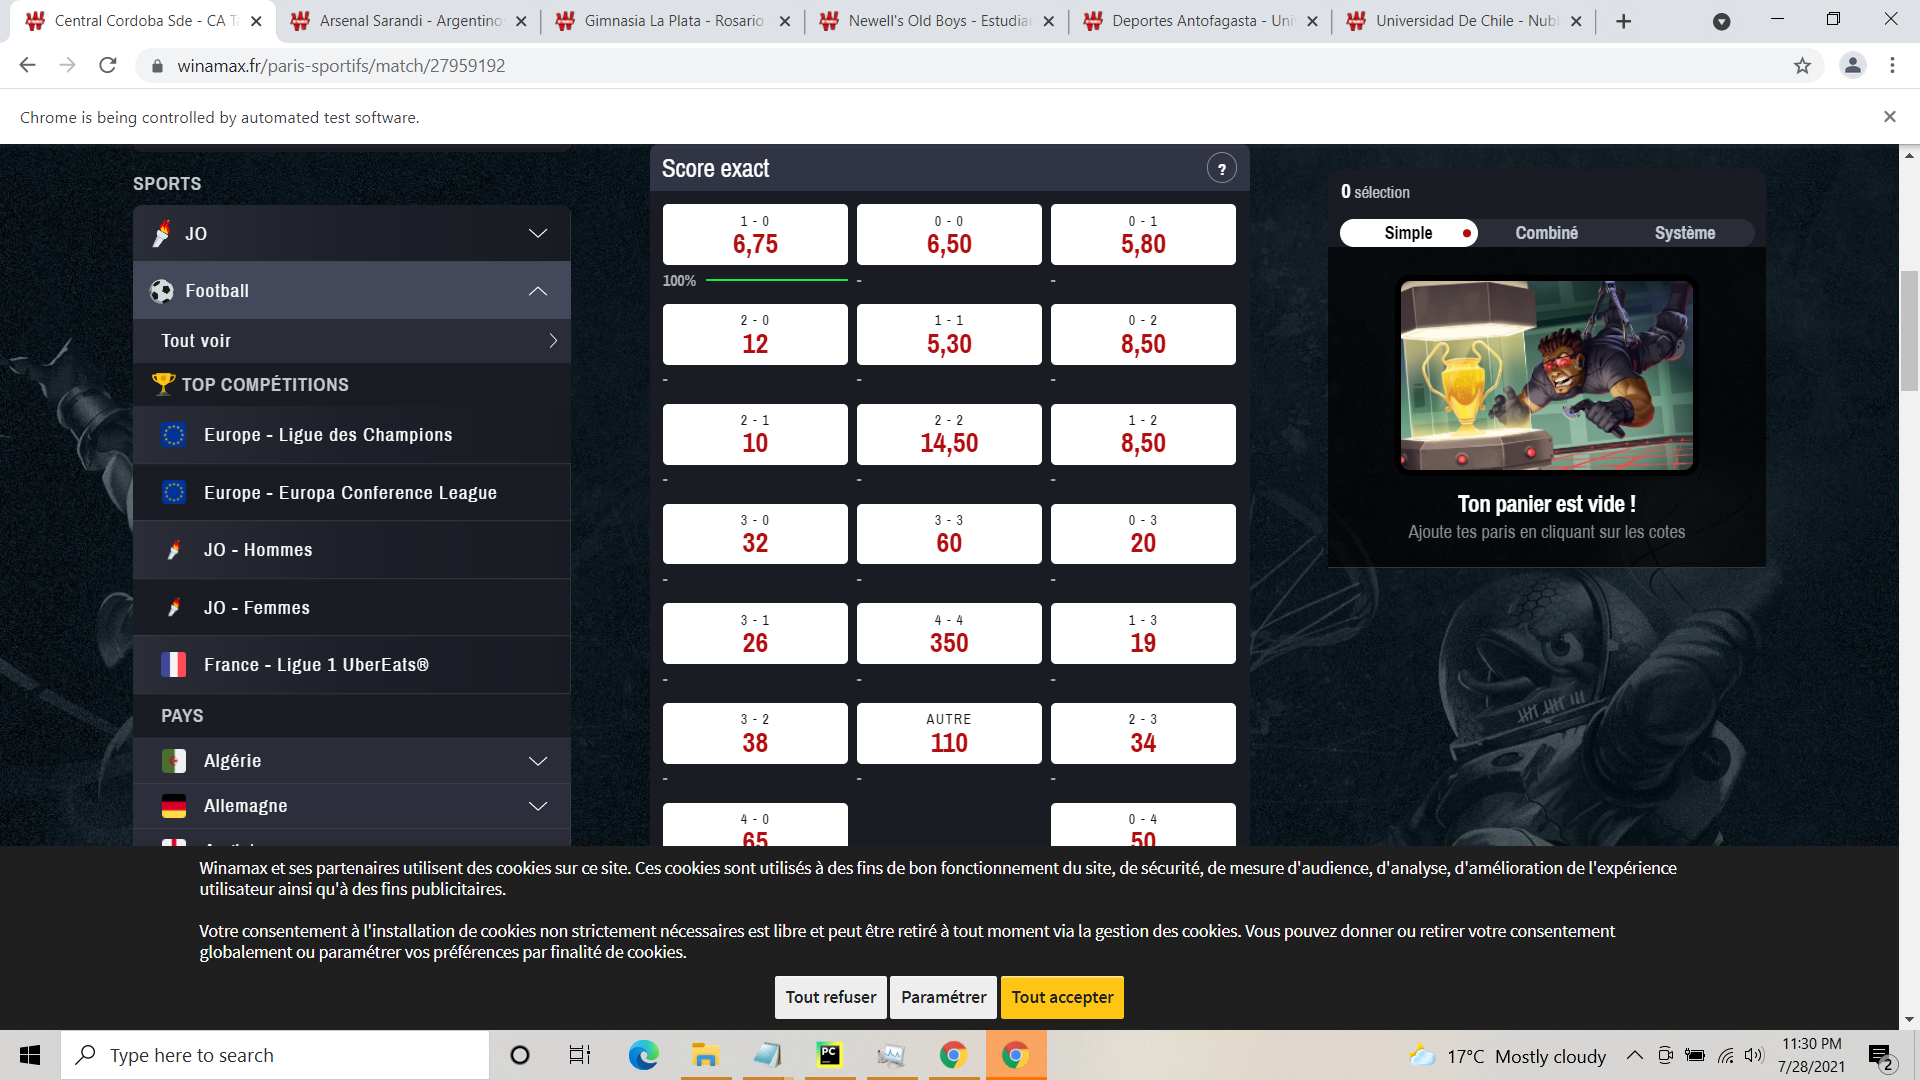 Central Cordoba Sde - CA T
Arsenal Sarandi - Argentino
Gimnasia La Plata - Rosario
Newell's Old Boys - Estudia
Deportes Antofagasta - Uni
Universidad De Chile - Nubl
winamax.fr/paris-sportifs/match/27959192
Chrome is being controlled by automated test software.
SPORTS
JO
Football
Tout voir
TOP COMPÉTITIONS
Europe - Ligue des Champions
Europe - Europa Conference League
JO - Hommes
JO - Femmes
France - Ligue 1 UberEats®
PAYS
Algérie
Allemagne
Score exact
?
1 - 0
6,75
0 - 0
6,50
0 - 1
5,80
100%
-
-
2 - 0
12
1 - 1
5,30
0 - 2
8,50
-
-
-
2 - 1
10
2 - 2
14,50
1 - 2
8,50
-
-
-
3 - 0
32
3 - 3
60
0 - 3
20
-
-
-
3 - 1
26
4 - 4
350
1 - 3
19
-
-
-
3 - 2
38
AUTRE
110
2 - 3
34
-
-
-
4 - 0
65
0 - 4
50
0 sélection
Simple
Combiné
Système
Ton panier est vide !
Ajoute tes paris en cliquant sur les cotes
Winamax et ses partenaires utilisent des cookies sur ce site. Ces cookies sont utilisés à des fins de bon fonctionnement du site, de sécurité, de mesure d'audience, d'analyse, d'amélioration de l'expérience
utilisateur ainsi qu'à des fins publicitaires.
Votre consentement à l'installation de cookies non strictement nécessaires est libre et peut être retiré à tout moment via la gestion des cookies. Vous pouvez donner ou retirer votre consentement
globalement ou paramétrer vos préférences par finalité de cookies.
Tout refuser
Paramétrer
Tout accepter
Type here to search
PC
17°C Mostly cloudy
11:30 PM
7/28/2021
2